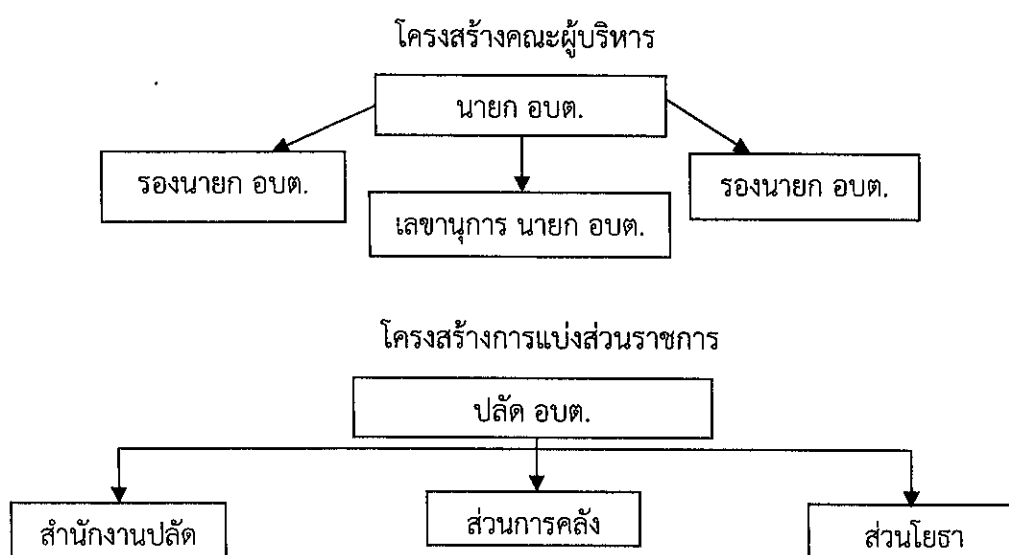 โครงสร้างคณะผู้บริหาร
นายก อบต.
รองนายก อบต.
รองนายก อบต.
เลขานุการ นายก อบต.
โครงสร้างการแบ่งส่วนราชการ
ปลัด อบต.
สำนักงานปลัด
ส่วนการคลัง
ส่วนโยธา